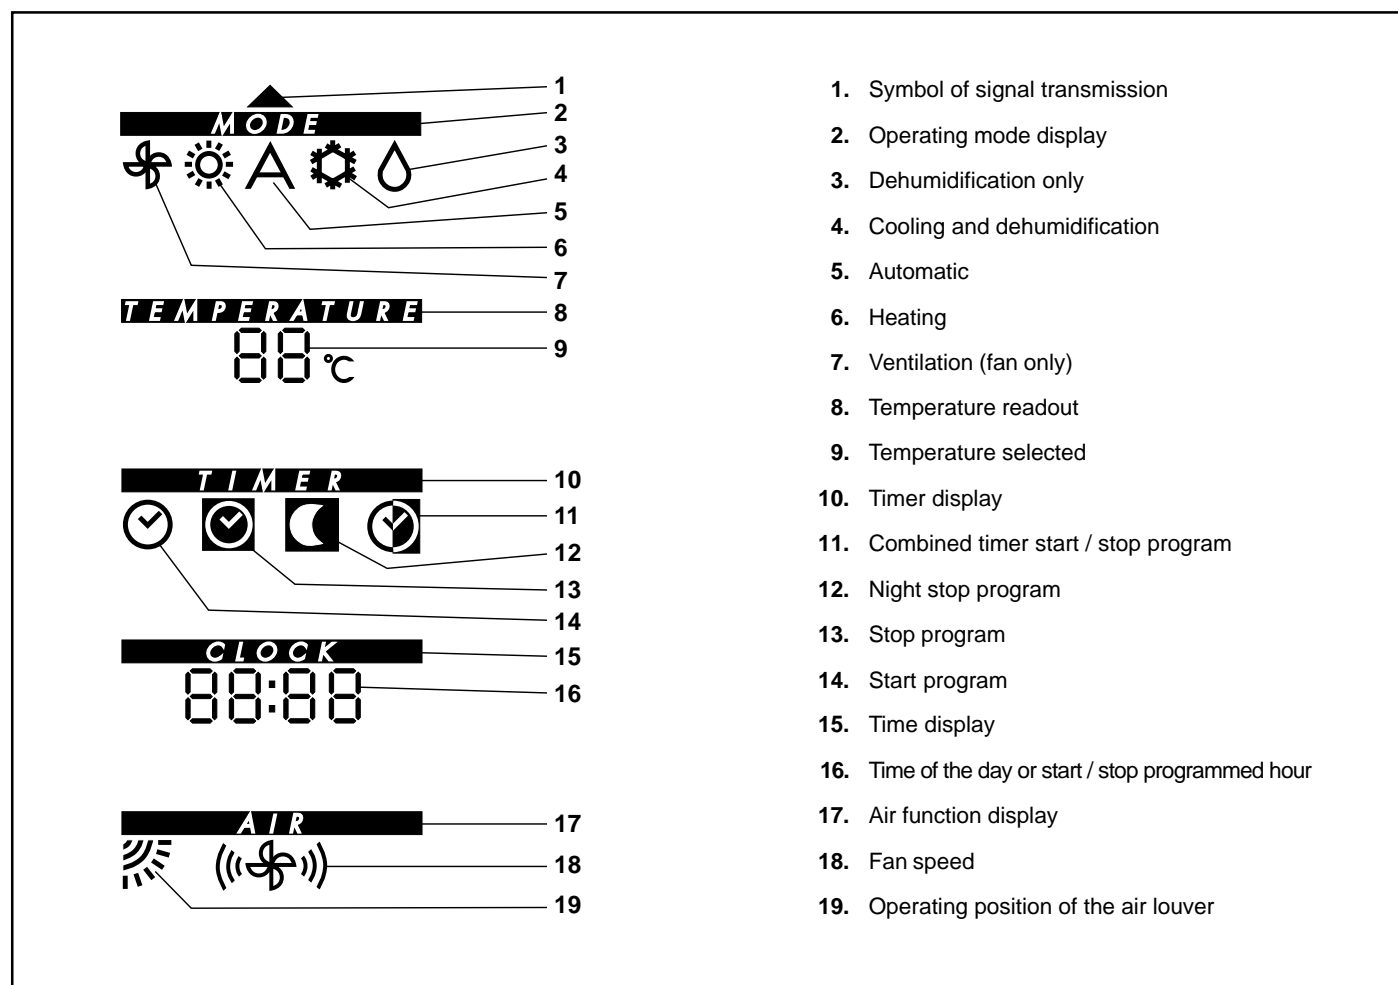 1
MODE
2
3
4
A
5
6
7
TEMPERATURE
8
88 °C
9
TIMER
10
11
12
13
14
CLOCK
15
88:88
16
AIR
17
18
19
1. Symbol of signal transmission
2. Operating mode display
3. Dehumidification only
4. Cooling and dehumidification
5. Automatic
6. Heating
7. Ventilation (fan only)
8. Temperature readout
9. Temperature selected
10. Timer display
11. Combined timer start / stop program
12. Night stop program
13. Stop program
14. Start program
15. Time display
16. Time of the day or start / stop programmed hour
17. Air function display
18. Fan speed
19. Operating position of the air louver